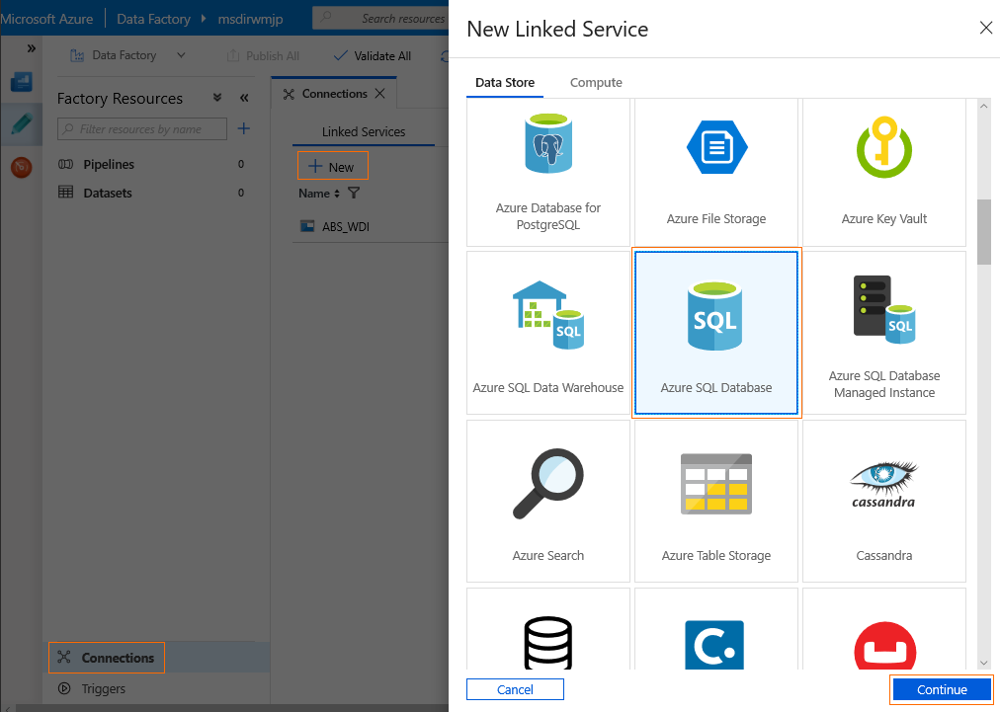 Microsoft Azure
Data Factory
msdirwmjp
Search resources
Data Factory
Publish All
Validate All
Factory Resources
Filter resources by name
Pipelines
0
Datasets
0
Connections
Triggers
Connections
Linked Services
New
Name
ABS_WDI
New Linked Service
Data Store
Compute
Azure Database for
PostgreSQL
Azure File Storage
Azure Key Vault
SQL
Azure SQL Data Warehouse
SQL
Azure SQL Database
SQL
Azure SQL Database
Managed Instance
Azure Search
Azure Table Storage
cassandra
Cassandra
C.
Cancel
Continue